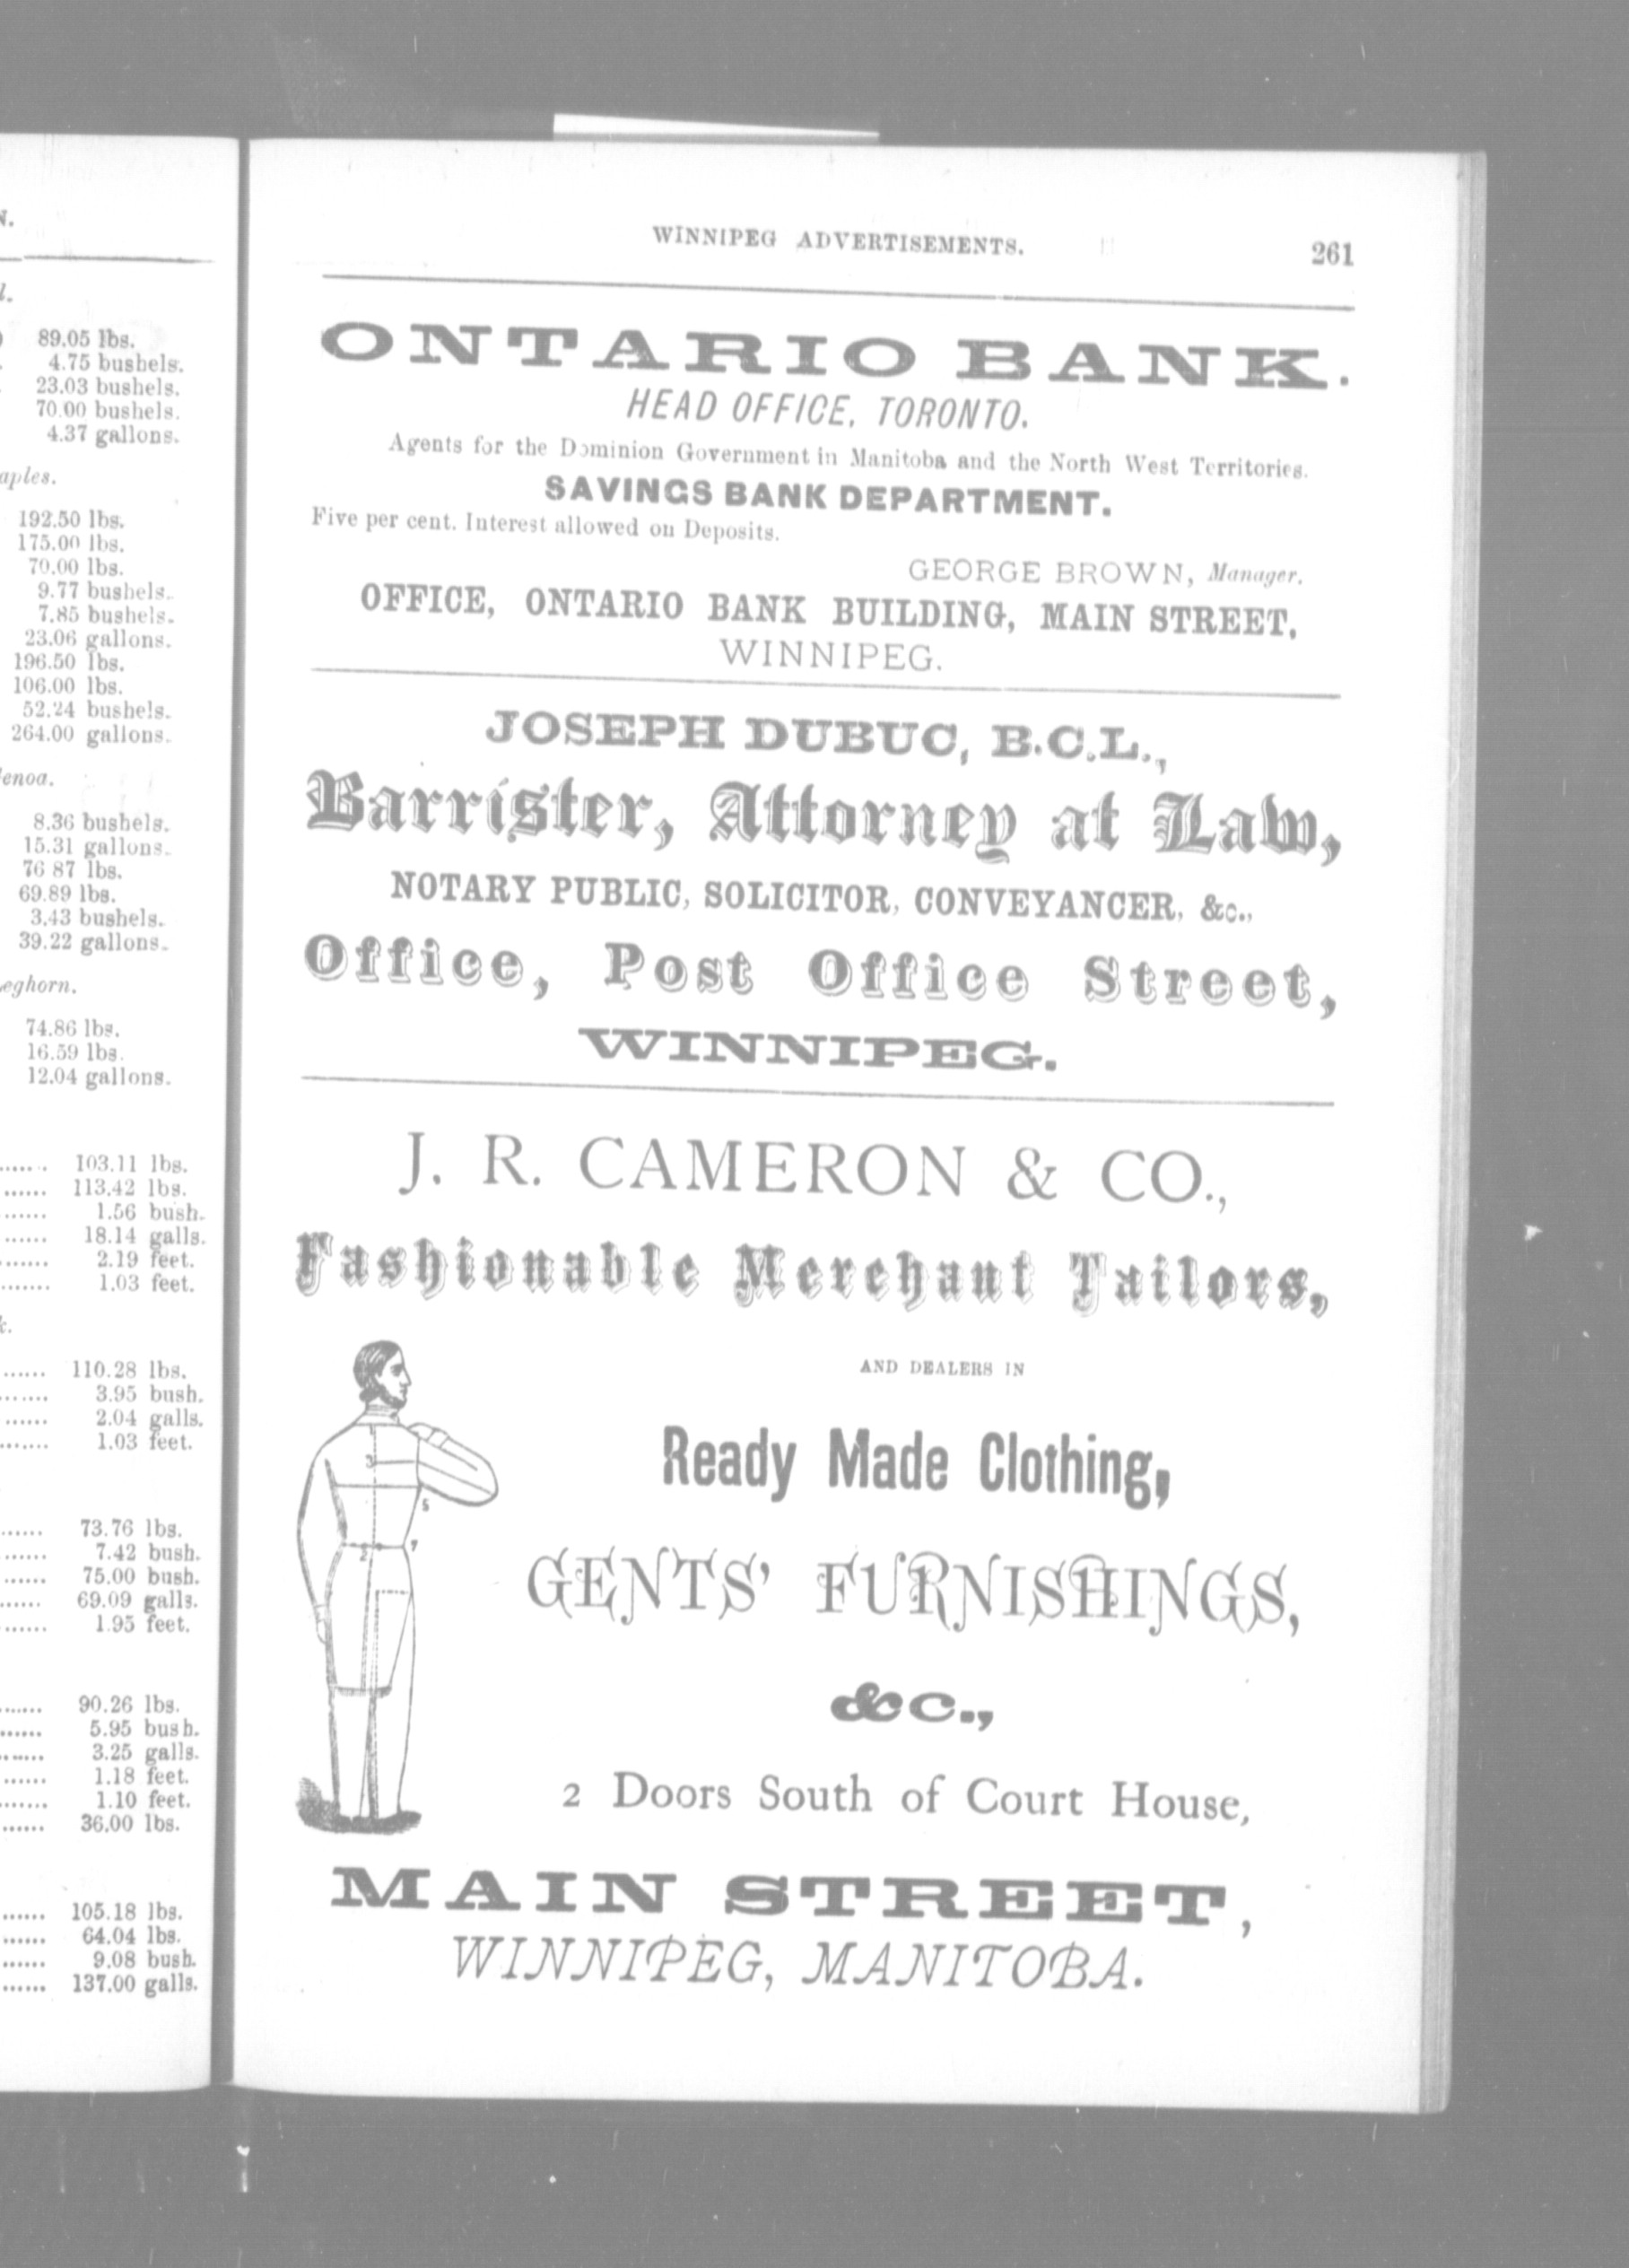 N.
l.
89.05 lbs.
4.75 bushels.
23.03 bushels.
70.00 bushels.
4.37 gallons.
aples.
192.50 lbs.
175.00 lbs.
70.00 lbs.
9.77 bushels.
7.85 bushels.
23.06 gallons.
196.50 lbs.
106.00 lbs.
52.24 bushels.
264.00 gallons.
enoa.
8.36 bushels.
15.31 gallons.
76 87 lbs.
69.89 lbs.
3.43 bushels.
39.22 gallons.
eghorn.
74.86 lbs.
16.59 lbs.
12.04 gallons.
...... 103.11 lbs.
...... 113.42 lbs.
...... 1.56 bush.
...... 18.14 galls.
....... 2.19 feet.
....... 1.03 feet.
k.
...... 110.28 lbs.
....... 3.95 bush.
...... 2.04 galls.
....... 1.03 feet.
...... 73.76 lbs.
...... 7.42 bush.
...... 75.00 bush.
...... 69.09 galls.
...... 1.95 feet.
....... 90.26 lbs.
...... 5.95 bush.
....... 3.25 galls.
...... 1.18 feet.
....... 1.10 feet.
...... 36.00 lbs.
...... 105.18 lbs.
...... 64.04 lbs.
...... 9.08 bush.
...... 137.00 galls.
WINNIPEG ADVERTISEMENTS. 261
ONTARIO BANK.
HEAD OFFICE, TORONTO.
Agents for the Dominion Government in Manitoba and the North West Territories.
SAVINGS BANK DEPARTMENT.
Five per cent. Interest allowed on Deposits.
GEORGE BROWN, Manager.
OFFICE, ONTARIO BANK BUILDING, MAIN STREET,
WINNIPEG.
JOSEPH DUBUC, B.C.L.,
Barrister, Attorney at Law,
NOTARY PUBLIC, SOLICITOR, CONVEYANCER, &c.,
Office, Post Office Street,
WINNIPEG.
J. R. CAMERON & CO.,
Fashionable Merchant Tailors,
AND DEALERS IN
Ready Made Clothing,
GENTS' FURNISHINGS,
&c.,
2 Doors South of Court House,
MAIN STREET,
WINNIPEG, MANITOBA.
1
3
5
2
7